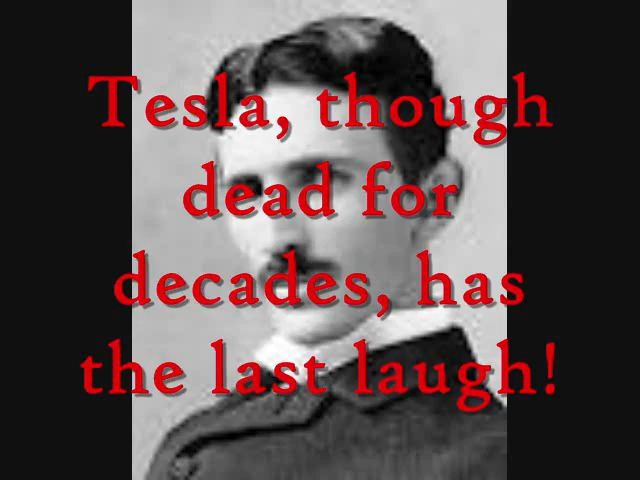 Tesla, though
dead for
decades, has
the last laugh!